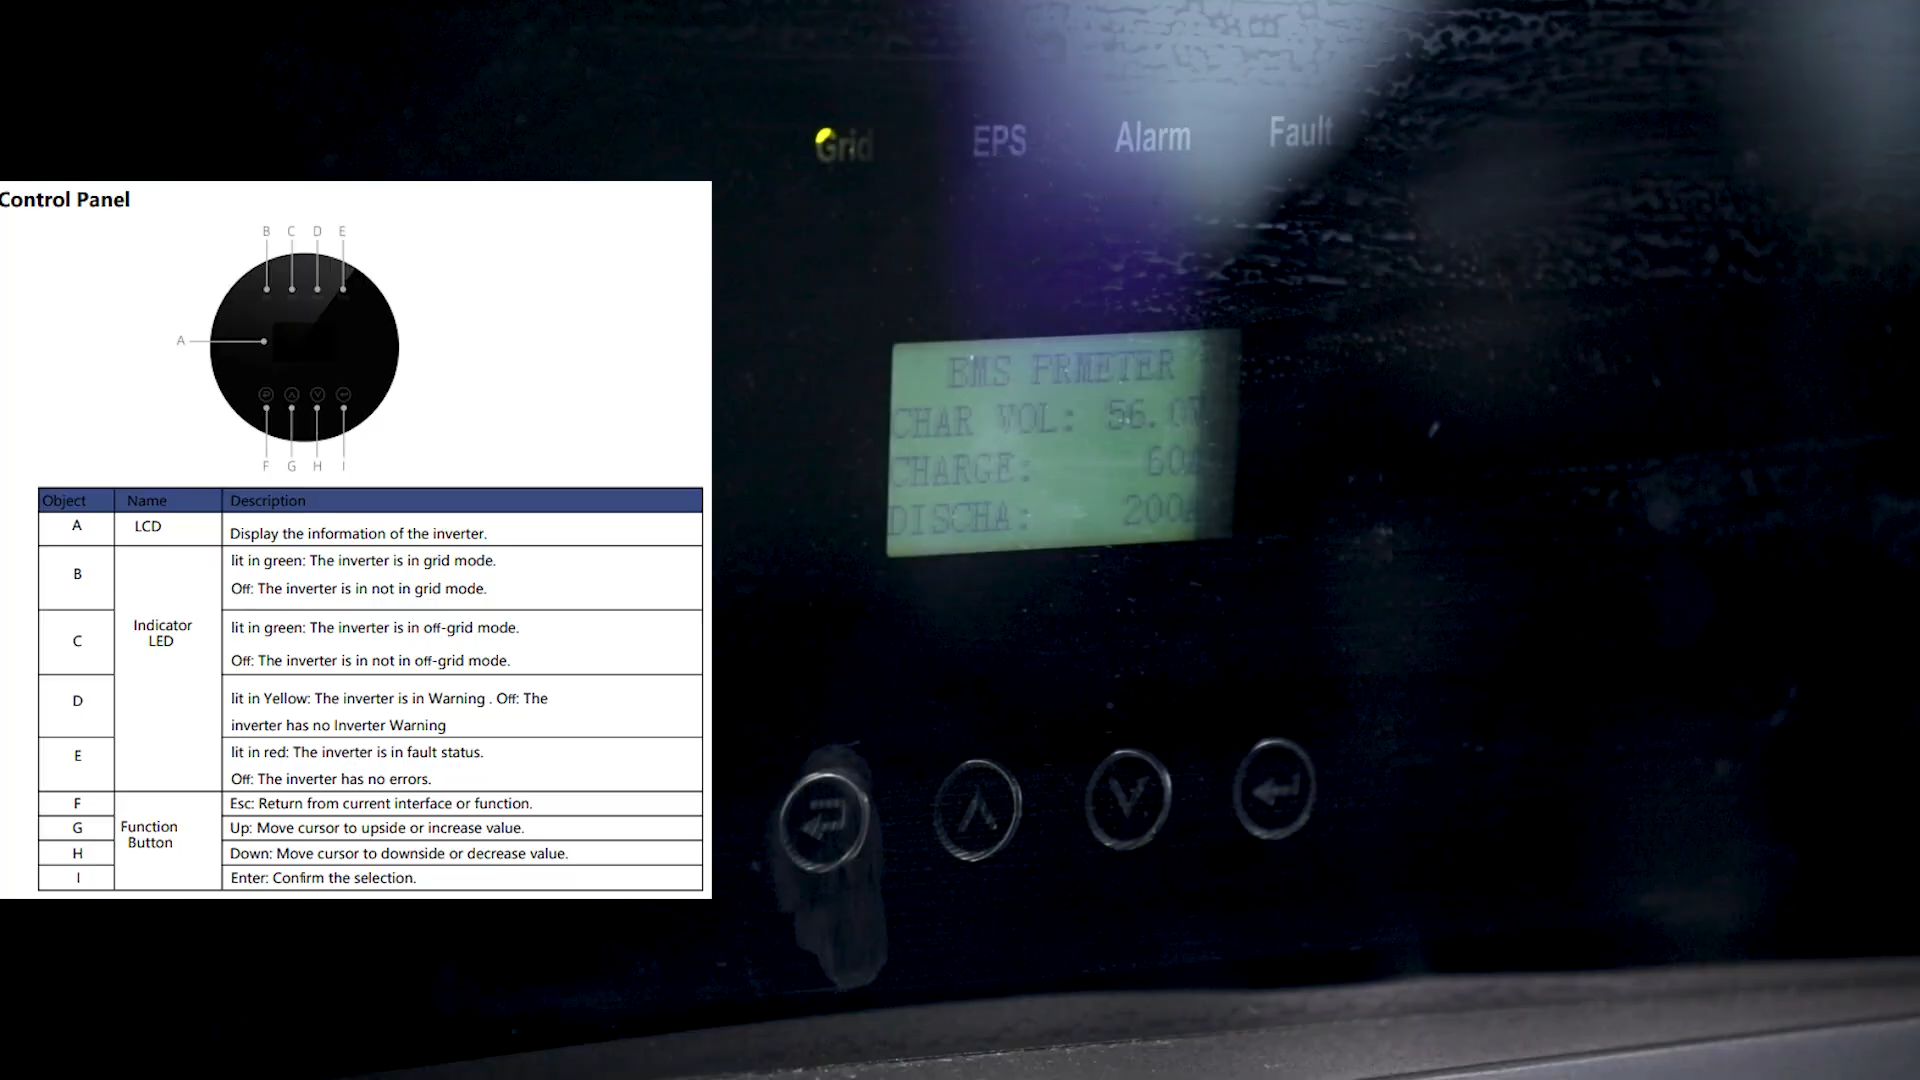 Control Panel
B C D E
A
F G H I
Object Name Description
A LCD Display the information of the inverter.
B Indicator LED lit in green: The inverter is in grid mode.
Off: The inverter is in not in grid mode.
C lit in green: The inverter is in off-grid mode.
Off: The inverter is in not in off-grid mode.
D lit in Yellow: The inverter is in Warning . Off: The
inverter has no Inverter Warning
E lit in red: The inverter is in fault status.
Off: The inverter has no errors.
F Function Button Esc: Return from current interface or function.
G Up: Move cursor to upside or increase value.
H Down: Move cursor to downside or decrease value.
I Enter: Confirm the selection.
Grid EPS Alarm Fault
BMS PRMETER
CHAR VOL: 56.0V
CHARGE: 60A
DISCHA: 200A